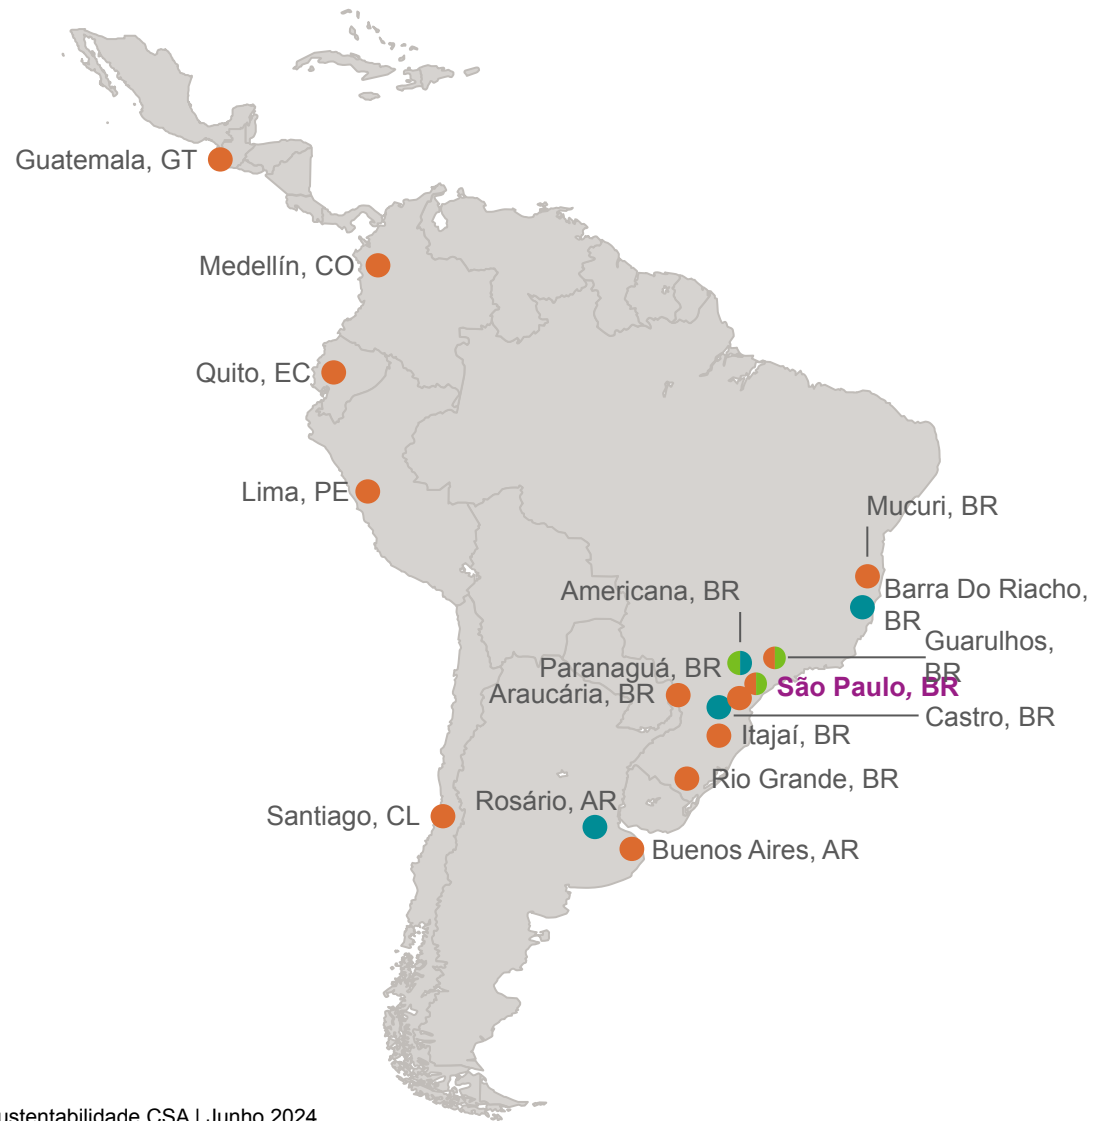 Guatemala, GT
Medellín, CO
Quito, EC
Lima, PE
Mucuri, BR
Americana, BR
Barra Do Riacho,
BR
Guarulhos,
BR
Paranaguá, BR
São Paulo, BR
Araucária, BR
Castro, BR
Itajaí, BR
Rio Grande, BR
Rosário, AR
Santiago, CL
Buenos Aires, AR
ustentabilidade CSA | Junho 2024